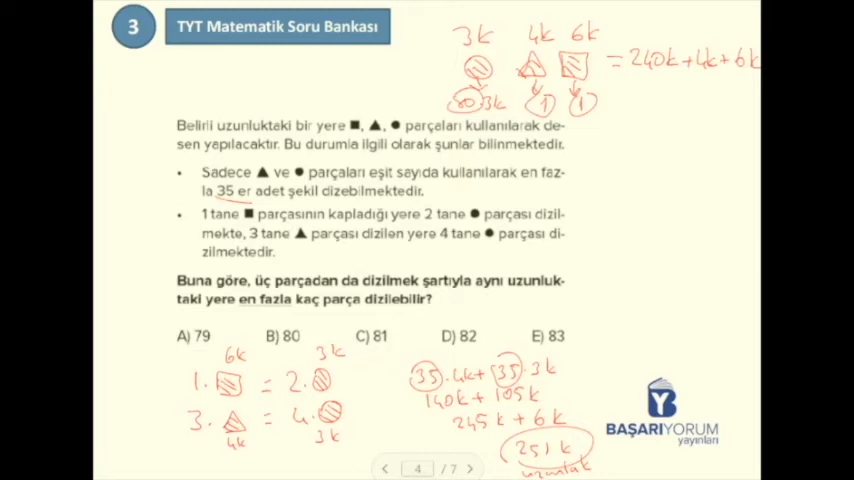 3 TYT Matematik Soru Bankası
3k 4k 6k
= 240k+4k+6k
80.3k 1 1
Belirli uzunluktaki bir yere ■, ▲, ● parçaları kullanılarak de-
sen yapılacaktır. Bu durumla ilgili olarak şunlar bilinmektedir.
• Sadece ▲ ve ● parçaları eşit sayıda kullanılarak en faz-
la 35 er adet şekil dizebilmektedir.
• 1 tane ■ parçasının kapladığı yere 2 tane ● parçası dizil-
mekte, 3 tane ▲ parçası dizilen yere 4 tane ● parçası di-
zilmektedir.
Buna göre, üç parçadan da dizilmek şartıyla aynı uzunluk-
taki yere en fazla kaç parça dizilebilir?
A) 79 B) 80 C) 81 D) 82 E) 83
6k 3k
1. ■ = 2. ●
3. ▲ = 4. ●
4k 3k
35.4k+35.3k
140k+105k
245k+6k
251k
uzunluk
BAŞARIYORUM
yayınları
4 / 7